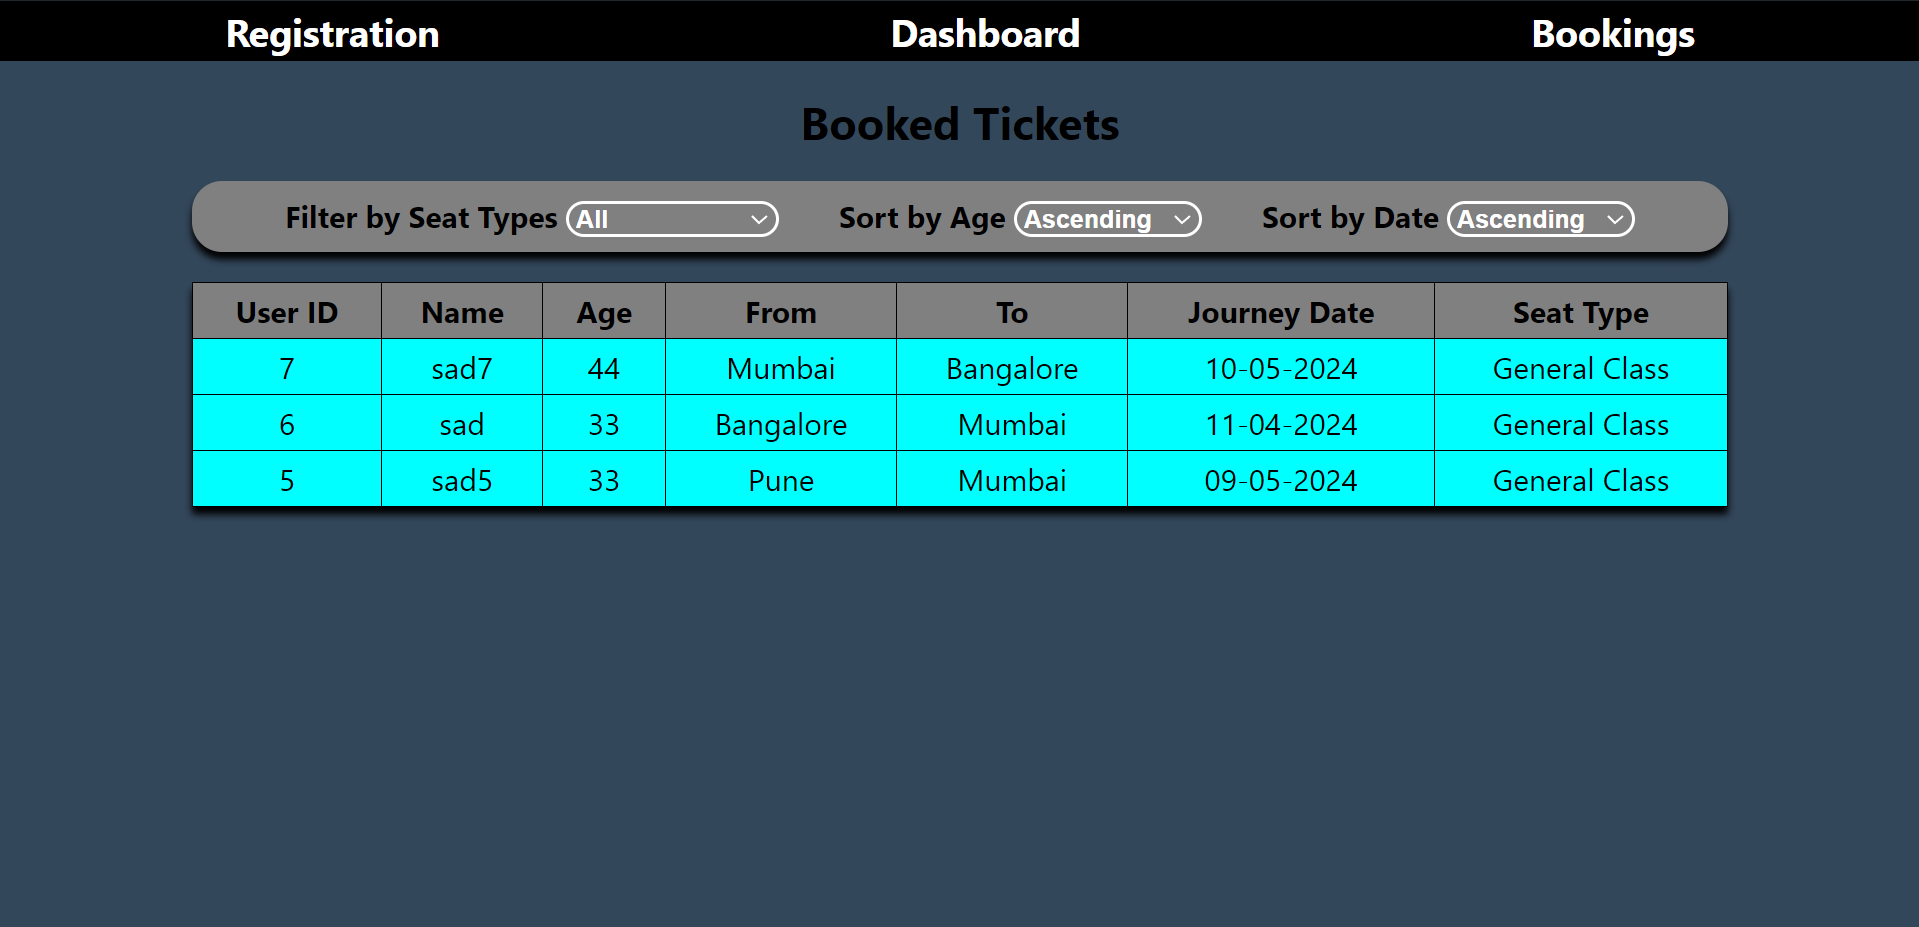 Registration Dashboard Bookings
Booked Tickets
Filter by Seat Types All Sort by Age Ascending Sort by Date Ascending
User ID Name Age From To Journey Date Seat Type
7 sad7 44 Mumbai Bangalore 10-05-2024 General Class
6 sad 33 Bangalore Mumbai 11-04-2024 General Class
5 sad5 33 Pune Mumbai 09-05-2024 General Class